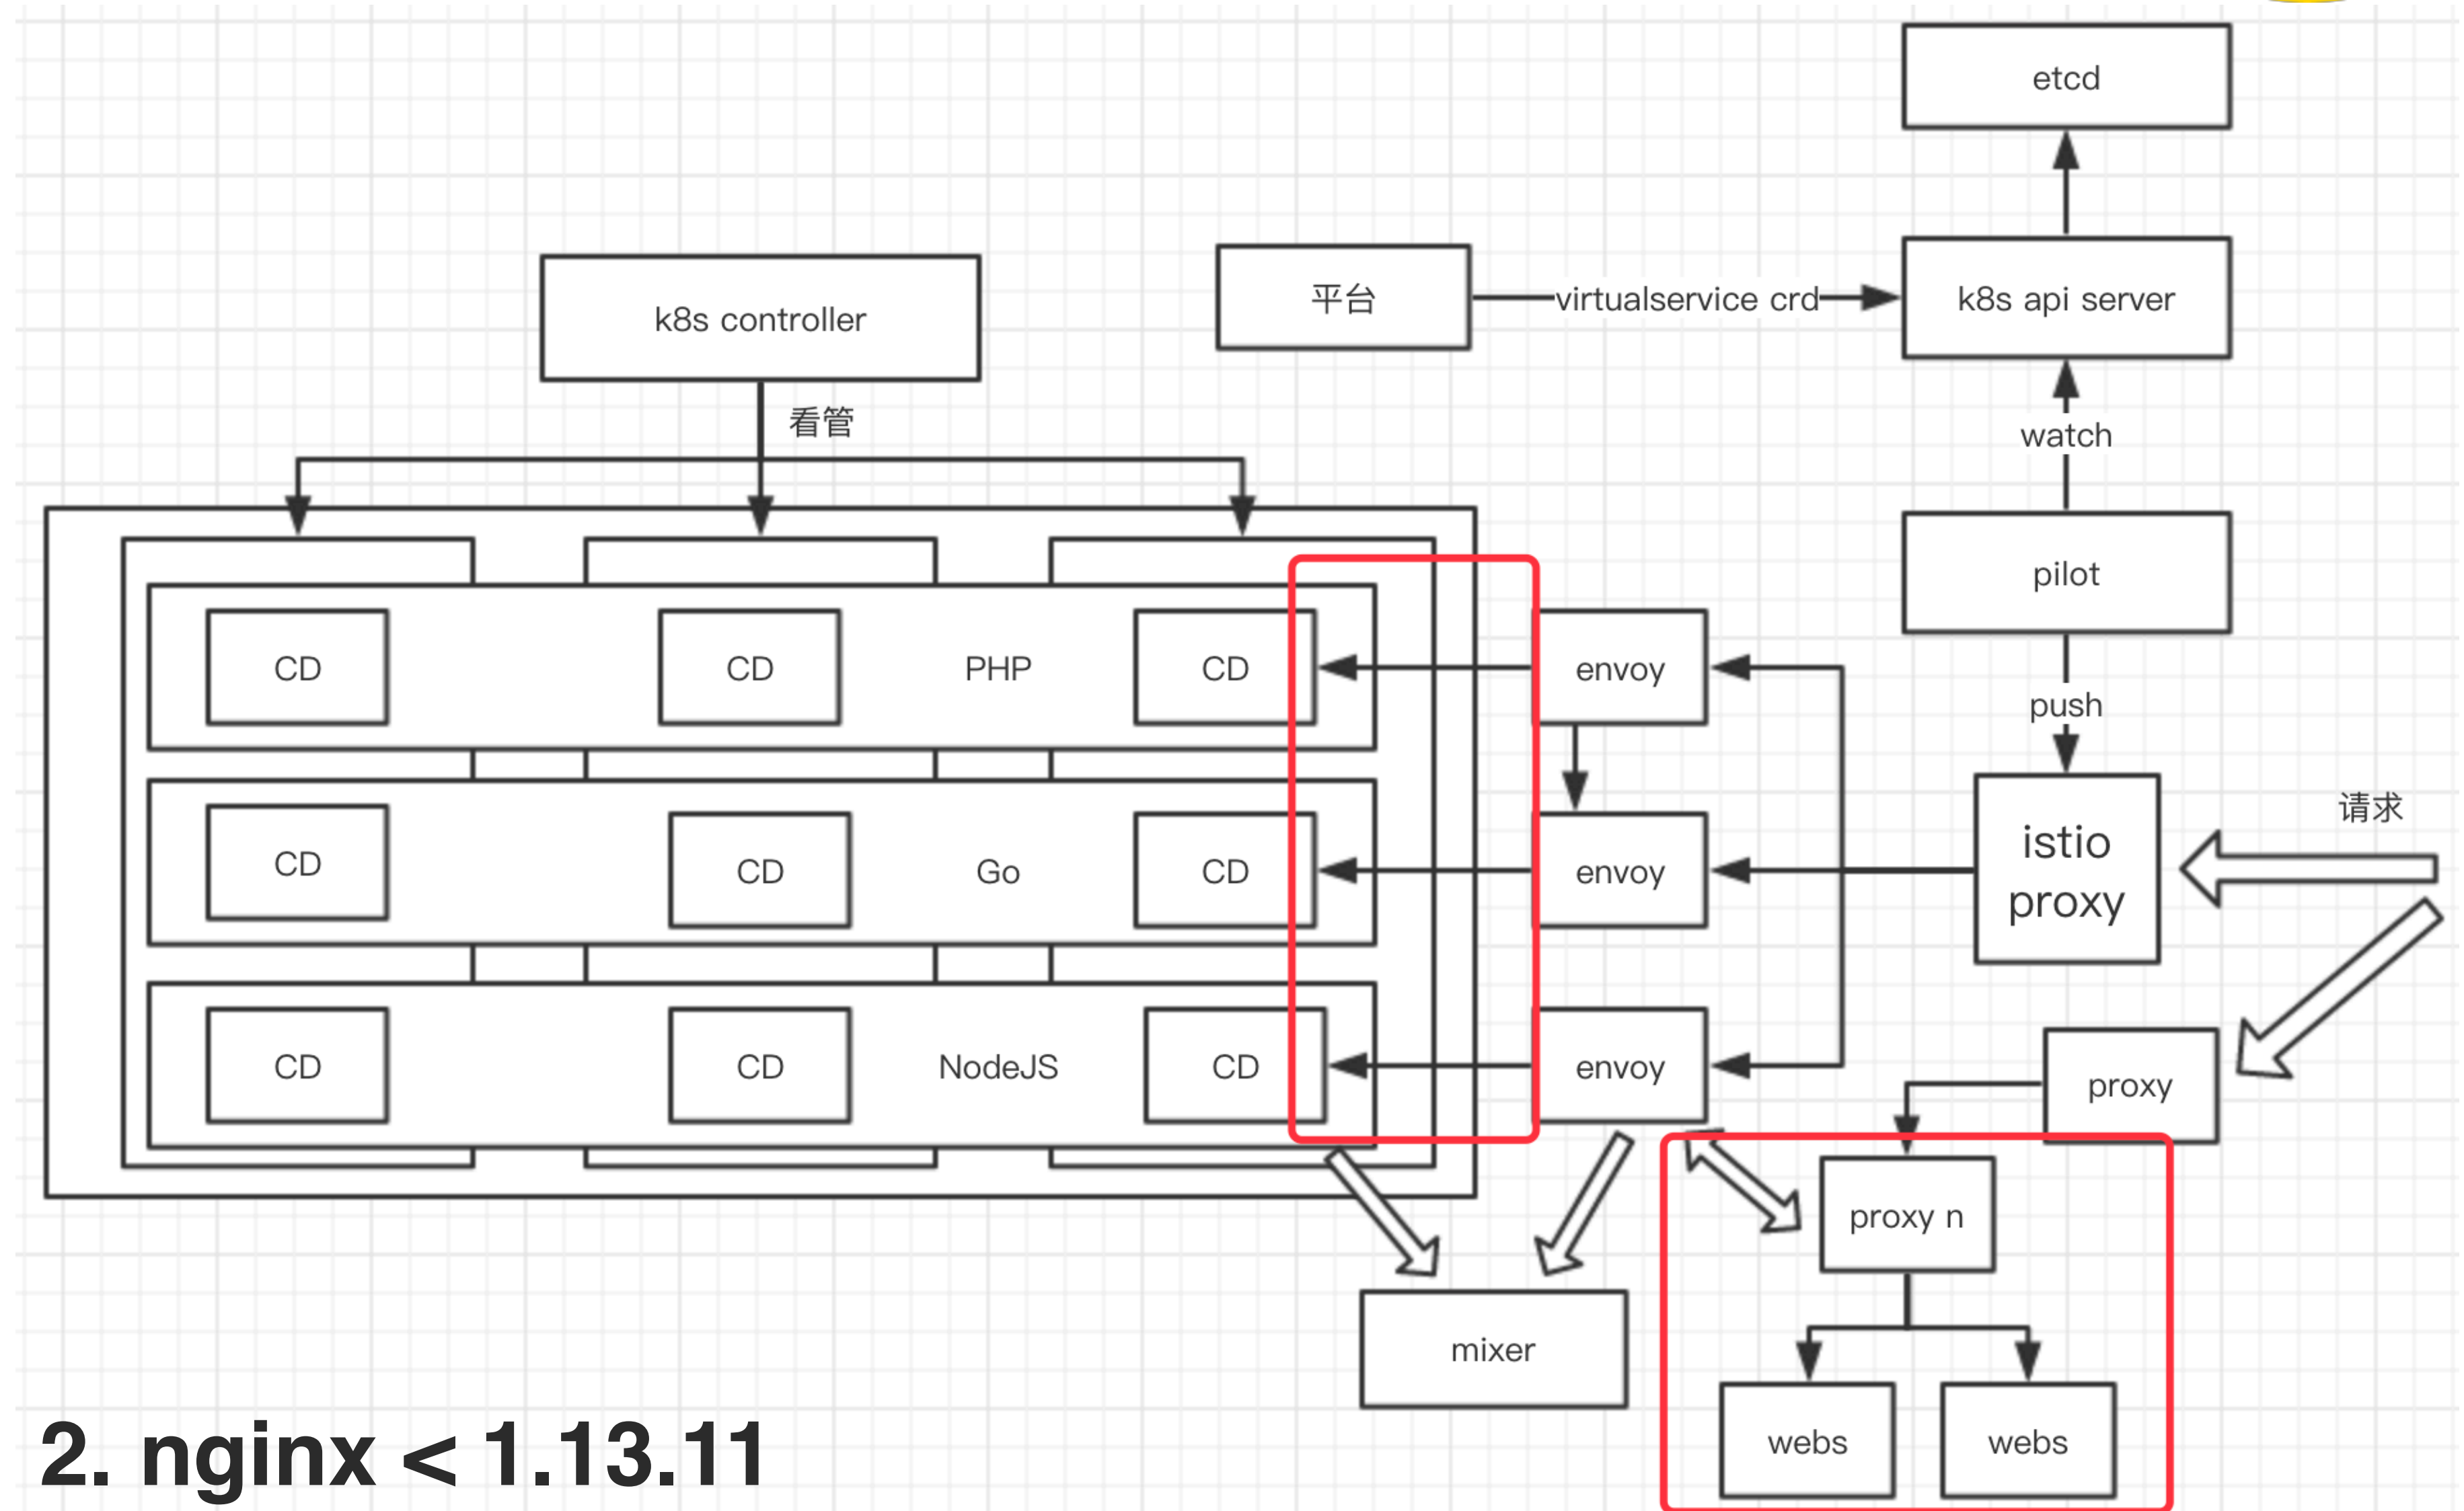 etcd
k8s controller
平台
virtualservice crd
k8s api server
看管
watch
pilot
CD
CD
PHP
CD
envoy
push
请求
CD
CD
Go
CD
envoy
istio
proxy
CD
CD
NodeJS
CD
envoy
proxy
proxy n
mixer
webs
webs
2. nginx < 1.13.11